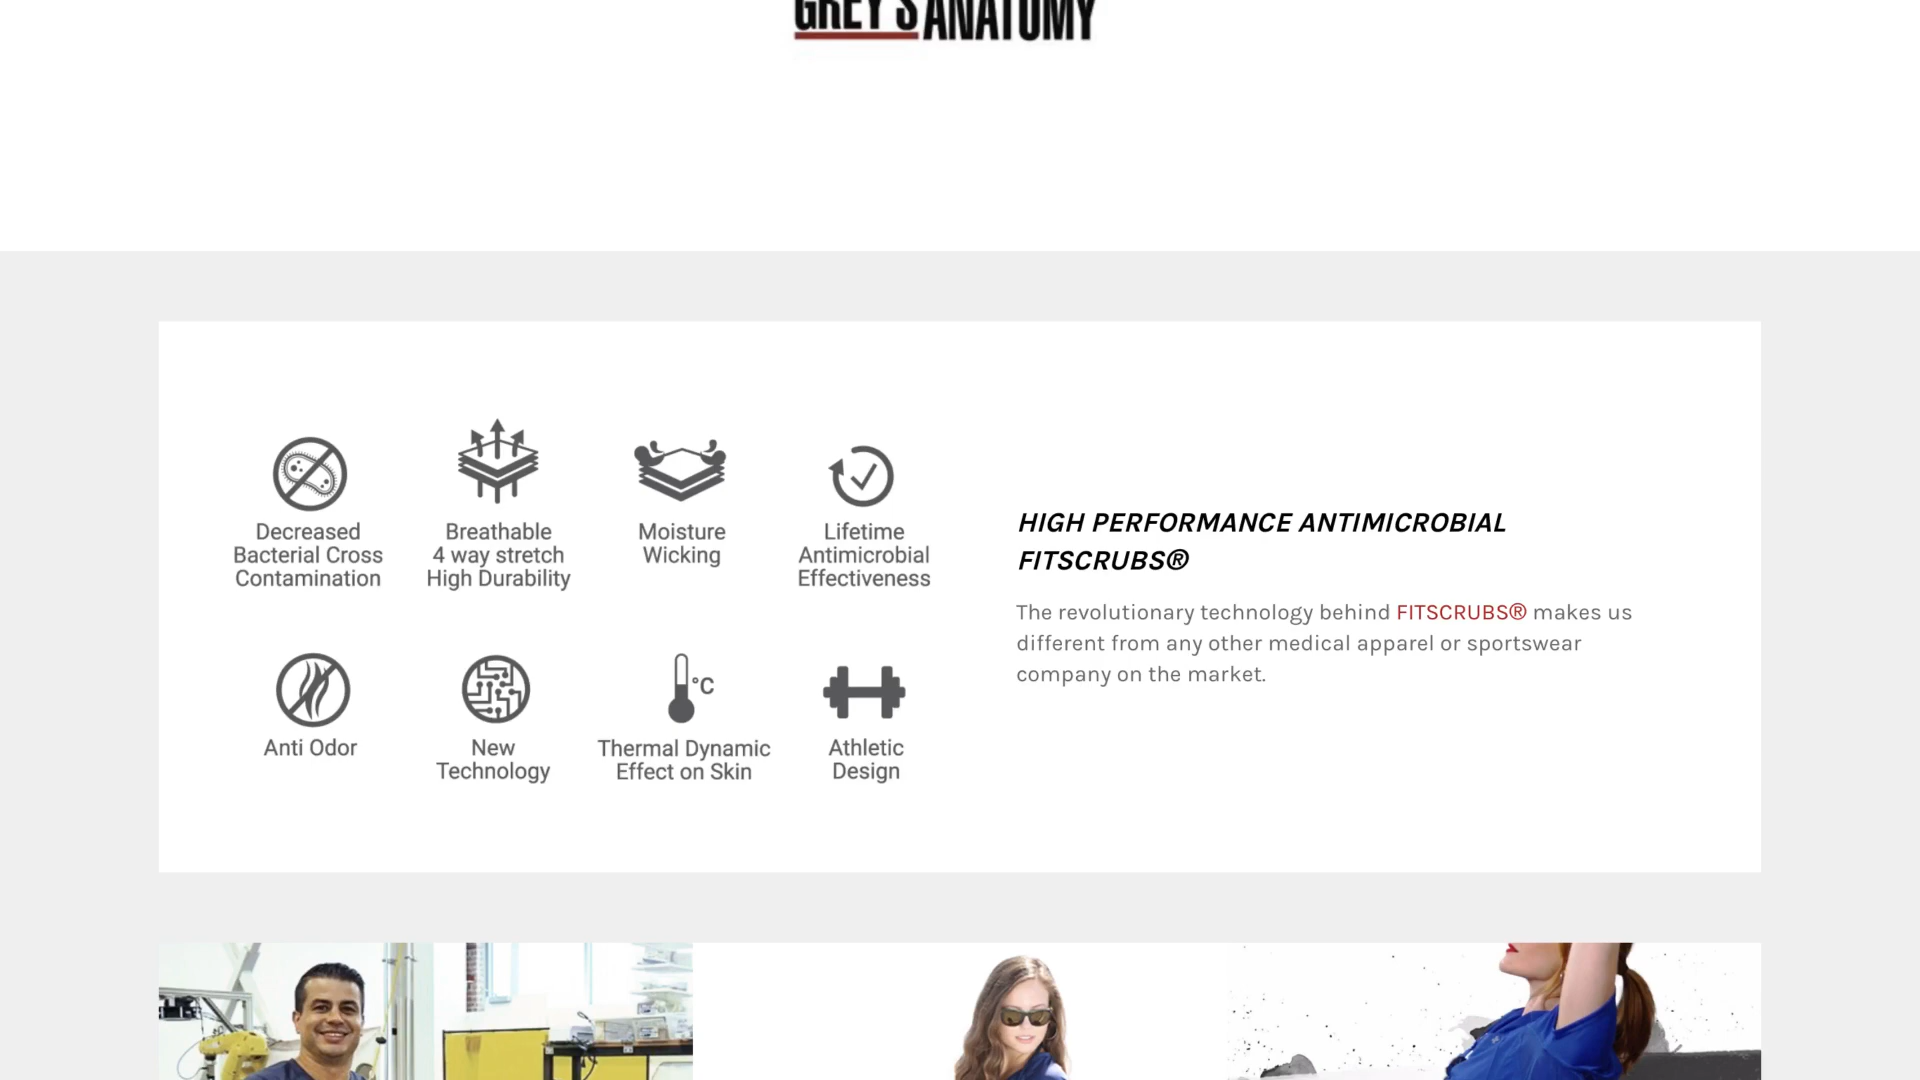 GREY'S ANATOMY
Decreased
Bacterial Cross
Contamination
Breathable
4 way stretch
High Durability
Moisture
Wicking
Lifetime
Antimicrobial
Effectiveness
Anti Odor
New
Technology
°C
Thermal Dynamic
Effect on Skin
Athletic
Design
HIGH PERFORMANCE ANTIMICROBIAL
FITSCRUBS®
The revolutionary technology behind FITSCRUBS® makes us
different from any other medical apparel or sportswear
company on the market.